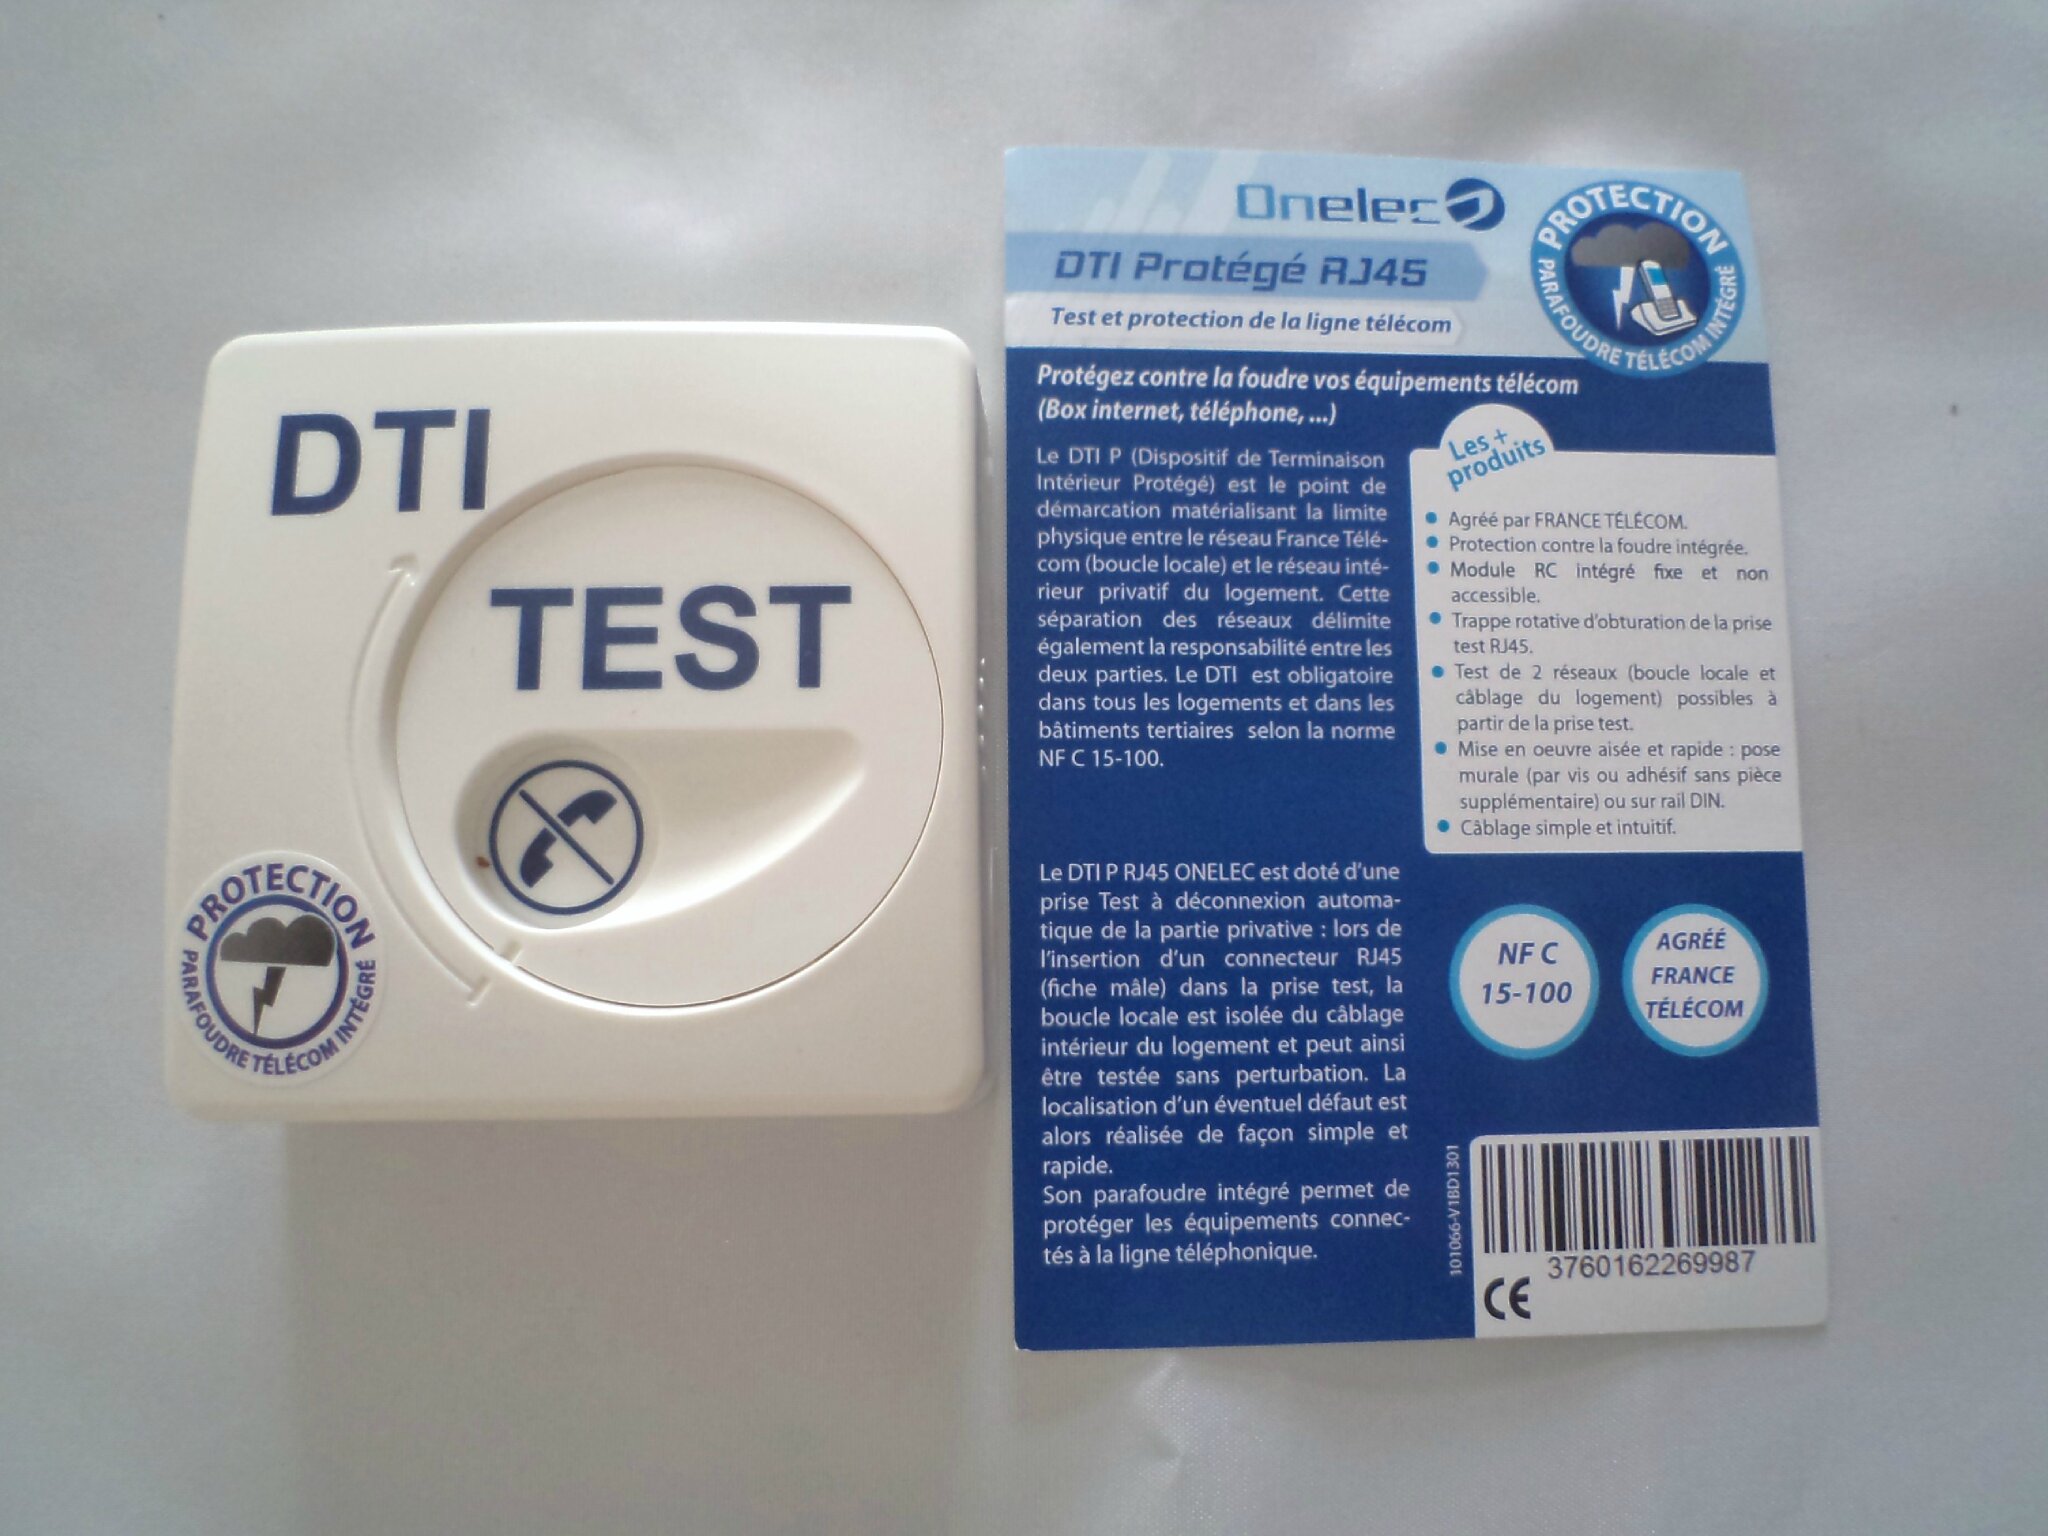 DTI
TEST
PROTECTION
PARAFOUDRE TÉLÉCOM INTÉGRÉ
Onelec
DTI Protégé RJ45
Test et protection de la ligne télécom
PROTECTION
PARAFOUDRE TÉLÉCOM INTÉGRÉ
Protégez contre la foudre vos équipements télécom
(Box internet, téléphone, ...)
Le DTI P (Dispositif de Terminaison
Intérieur Protégé) est le point de
démarcation matérialisant la limite
physique entre le réseau France Télé-
com (boucle locale) et le réseau inté-
rieur privatif du logement. Cette
séparation des réseaux délimite
également la responsabilité entre les
deux parties. Le DTI est obligatoire
dans tous les logements et dans les
bâtiments tertiaires selon la norme
NF C 15-100.
Le DTI P RJ45 ONELEC est doté d'une
prise Test à déconnexion automa-
tique de la partie privative : lors de
l'insertion d'un connecteur RJ45
(fiche mâle) dans la prise test, la
boucle locale est isolée du câblage
intérieur du logement et peut ainsi
être testée sans perturbation. La
localisation d'un éventuel défaut est
alors réalisée de façon simple et
rapide.
Son parafoudre intégré permet de
protéger les équipements connec-
tés à la ligne téléphonique.
Les +
produits
Agréé par FRANCE TÉLÉCOM.
Protection contre la foudre intégrée.
Module RC intégré fixe et non
accessible.
Trappe rotative d'obturation de la prise
test RJ45.
Test de 2 réseaux (boucle locale et
câblage du logement) possibles à
partir de la prise test.
Mise en oeuvre aisée et rapide : pose
murale (par vis ou adhésif sans pièce
supplémentaire) ou sur rail DIN.
Câblage simple et intuitif.
NF C
15-100
AGRÉÉ
FRANCE
TÉLÉCOM
101066-V1BD1301
3760162269987
CE